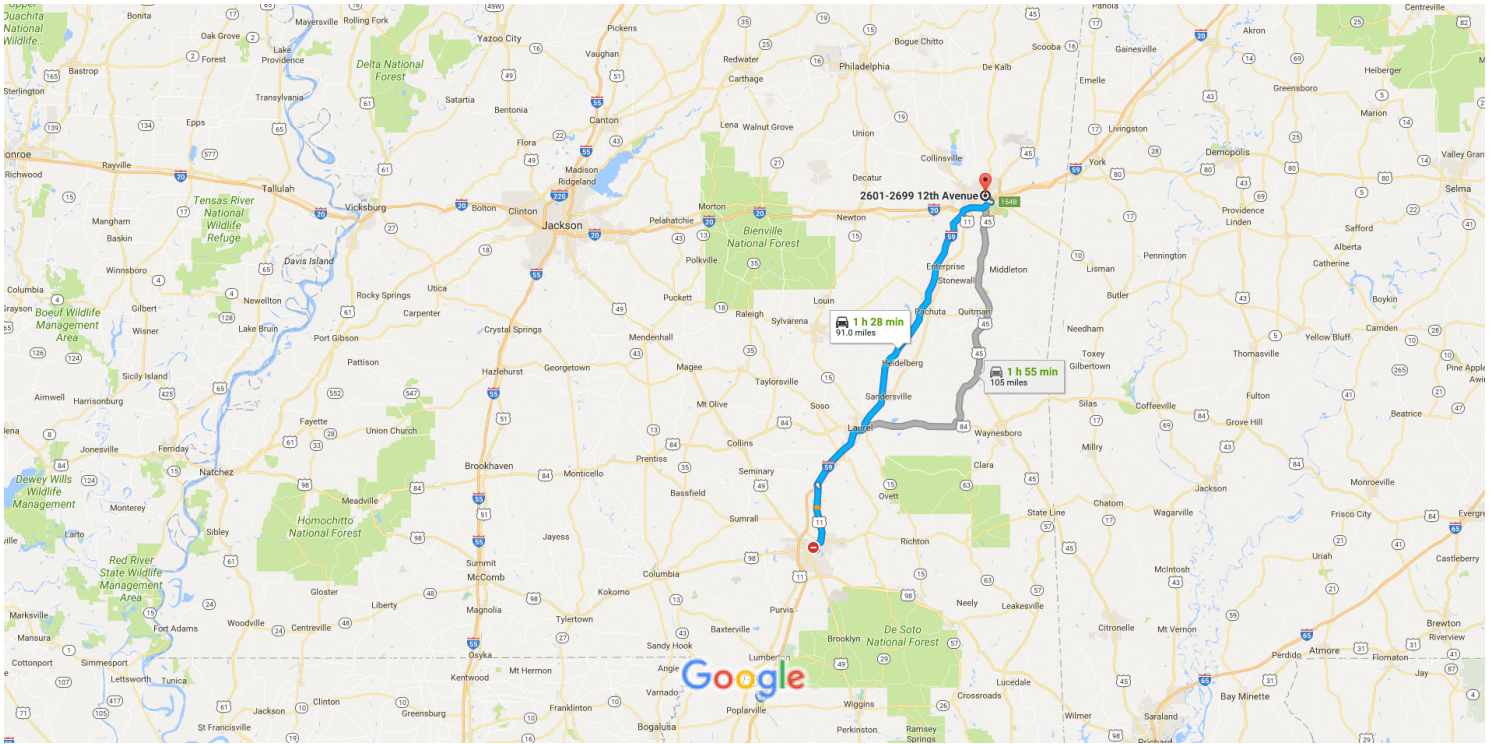 Upper
Ouachita
National
Wildlife...
Oak Grove
Mayersville
Rolling Fork
Pickens
Panola
Centreville
Bonita
Lake
Providence
Forest
Yazoo City
Vaughan
Redwater
Bogue Chitto
Scooba
Gainesville
Akron
Bastrop
Delta National
Forest
Carthage
Philadelphia
De Kalb
Emelle
Heiberger
Sterlington
Transylvania
Satartia
Bentonia
Canton
Greensboro
Epps
Lena
Walnut Grove
Union
Livingston
Marion
Flora
Madison
Ridgeland
Collinsville
York
Demopolis
Valley Gran
onroe
Rayville
Richwood
Tallulah
Vicksburg
Bolton
Clinton
Decatur
Selma
Morton
2601-2699 12th Avenue
154B
Mangham
Baskin
Tensas River
National
Wildlife
Refuge
Jackson
Pelahatchie
Newton
Providence
Linden
Safford
Bienville
National Forest
Alberta
Catherine
Winnsboro
Davis Island
Polkville
Enterprise
Stonewall
Middleton
Lisman
Pennington
Columbia
Rocky Springs
Utica
Puckett
Louin
Butler
Boykin
Grayson
Boeuf Wildlife
Management
Area
Gilbert
Newellton
Carpenter
Raleigh
Sylvarena
Pachuta
Quitman
Camden
Wisner
Lake Bruin
Port Gibson
Crystal Springs
Mendenhall
1 h 28 min
91.0 miles
Needham
Yellow Bluff
Pattison
Heidelberg
Toxey
Gilbertown
Thomasville
Sicily Island
Hazlehurst
Georgetown
Magee
Taylorsville
1 h 55 min
105 miles
Pine Apple
Aimwell
Harrisonburg
Sandersville
Fulton
Mt Olive
Soso
Silas
Coffeeville
Beatrice
Fayette
Union Church
Laurel
Waynesboro
Grove Hill
Jonesville
Ferriday
Collins
Millry
Natchez
Brookhaven
Monticello
Prentiss
Seminary
Clara
Dewey Wills
Wildlife
Management
Meadville
Bassfield
Ovett
Jackson
Monroeville
Monterey
Homochitto
National Forest
Chatom
State Line
Wagarville
Frisco City
Evergre
Larto
Sibley
Jayess
Sumrall
Richton
Uriah
Castleberry
Red River
State Wildlife
Management
Area
Summit
McComb
Columbia
McIntosh
Gloster
Liberty
Kokomo
Purvis
Neely
Leakesville
Marksville
Mansura
Woodville
Centreville
Magnolia
Tylertown
Baxterville
Brooklyn
De Soto
National Forest
Citronelle
Mt Vernon
Brewton
Riverview
Fort Adams
Osyka
Sandy Hook
Perdido
Atmore
Flomaton
Cottonport
Simmesport
Lettsworth
Tunica
Kentwood
Mt Hermon
Angie
Lumberton
Google
Lucedale
Jay
Jackson
Clinton
Varnado
Crossroads
Bay Minette
St Francisville
Greensburg
Franklinton
Bogalusa
Poplarville
Wiggins
Perkinston
Ramsey
Springs
Wilmer
Saraland
Prichard